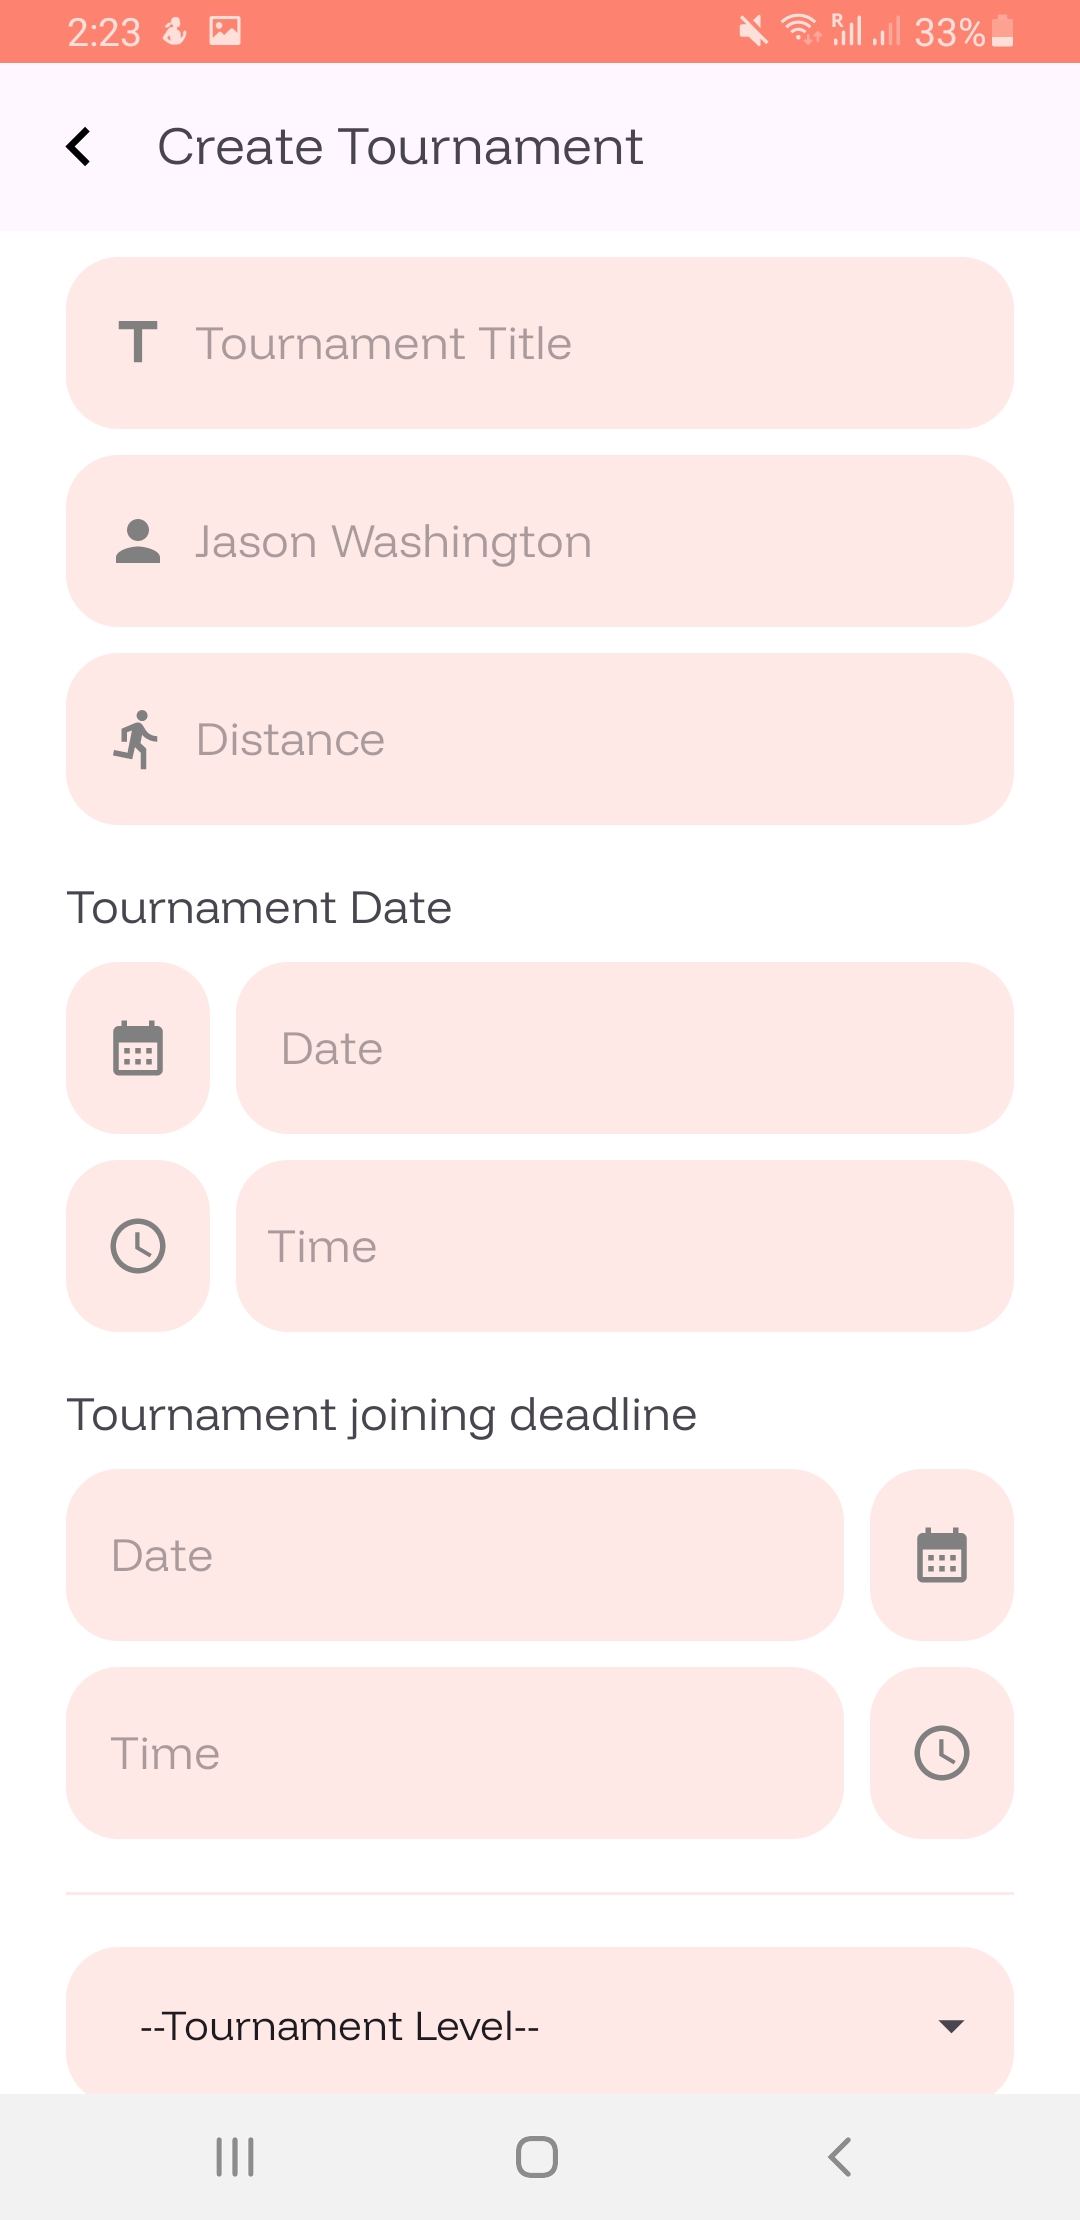 2:23
R
33%
Create Tournament
Tournament Title
Jason Washington
Distance
Tournament Date
Date
Time
Tournament joining deadline
Date
Time
--Tournament Level--